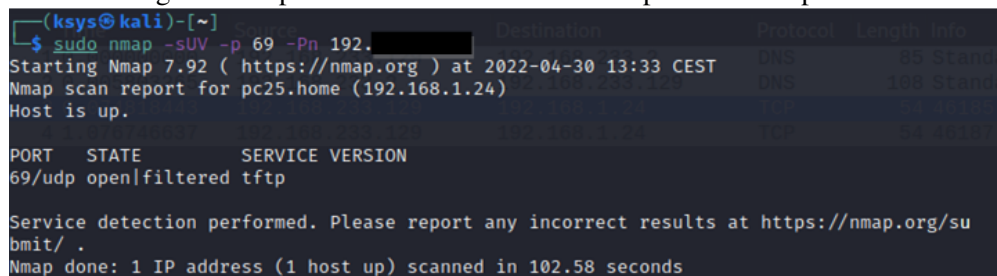 (ksys㉿kali)-[~]
$ sudo nmap -sUV -p 69 -Pn 192.
Starting Nmap 7.92 ( https://nmap.org ) at 2022-04-30 13:33 CEST
Nmap scan report for pc25.home (192.168.1.24)
Host is up.
PORT STATE SERVICE VERSION
69/udp open|filtered tftp
Service detection performed. Please report any incorrect results at https://nmap.org/su
bmit/ .
Nmap done: 1 IP address (1 host up) scanned in 102.58 seconds